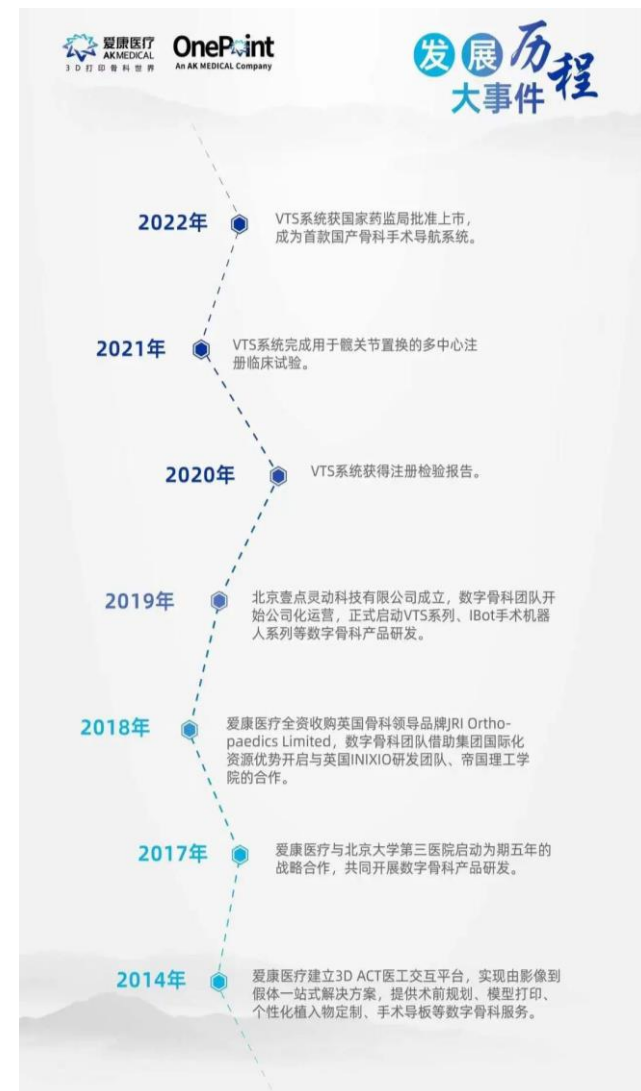 爱康医疗
AKMEDICAL
3D打印骨科世界
OnePoint
An AK MEDICAL Company
发展历程
大事件
2022年
VTS系统获国家药监局批准上市，
成为首款国产骨科手术导航系统。
2021年
VTS系统完成用于髋关节置换的多中心注
册临床试验。
2020年
VTS系统获得注册检验报告。
2019年
北京壹点灵动科技有限公司成立，数字骨科团队开
始公司化运营，正式启动VTS系列、IBot手术机器
人系列等数字骨科产品研发。
2018年
爱康医疗全资收购英国骨科领导品牌JRI Ortho-
paedics Limited，数字骨科团队借助集团国际化
资源优势开启与英国INIXIO研发团队、帝国理工学
院的合作。
2017年
爱康医疗与北京大学第三医院启动为期五年的
战略合作，共同开展数字骨科产品研发。
2014年
爱康医疗建立3D ACT医工交互平台，实现由影像到
假体一站式解决方案，提供术前规划、模型打印、
个性化植入物定制、手术导板等数字骨科服务。